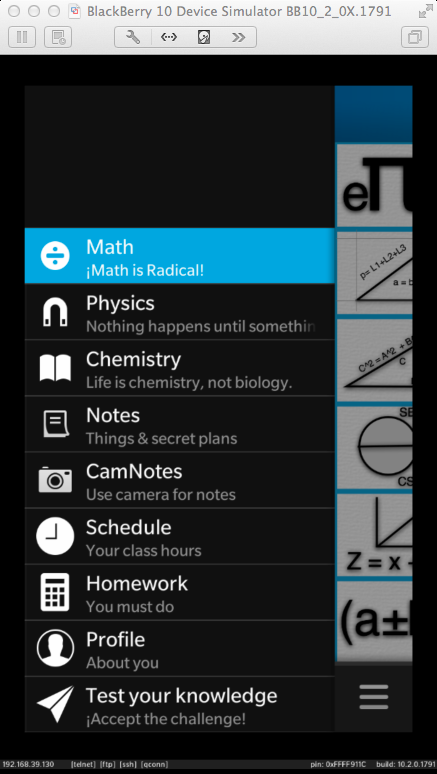 BlackBerry 10 Device Simulator BB10_2_0X.1791
Math
¡Math is Radical!
Physics
Nothing happens until somethin
Chemistry
Life is chemistry, not biology.
Notes
Things & secret plans
CamNotes
Use camera for notes
Schedule
Your class hours
Homework
You must do
Profile
About you
Test your knowledge
¡Accept the challenge!
e
p= L1+L2+L3
a = b
C^2 = A^2 + B
C
SE
CS
Z = x
(a±b
192.168.39.130 [telnet] [ftp] [ssh] [qconn] pin: 0xFFFF911C build: 10.2.0.1791